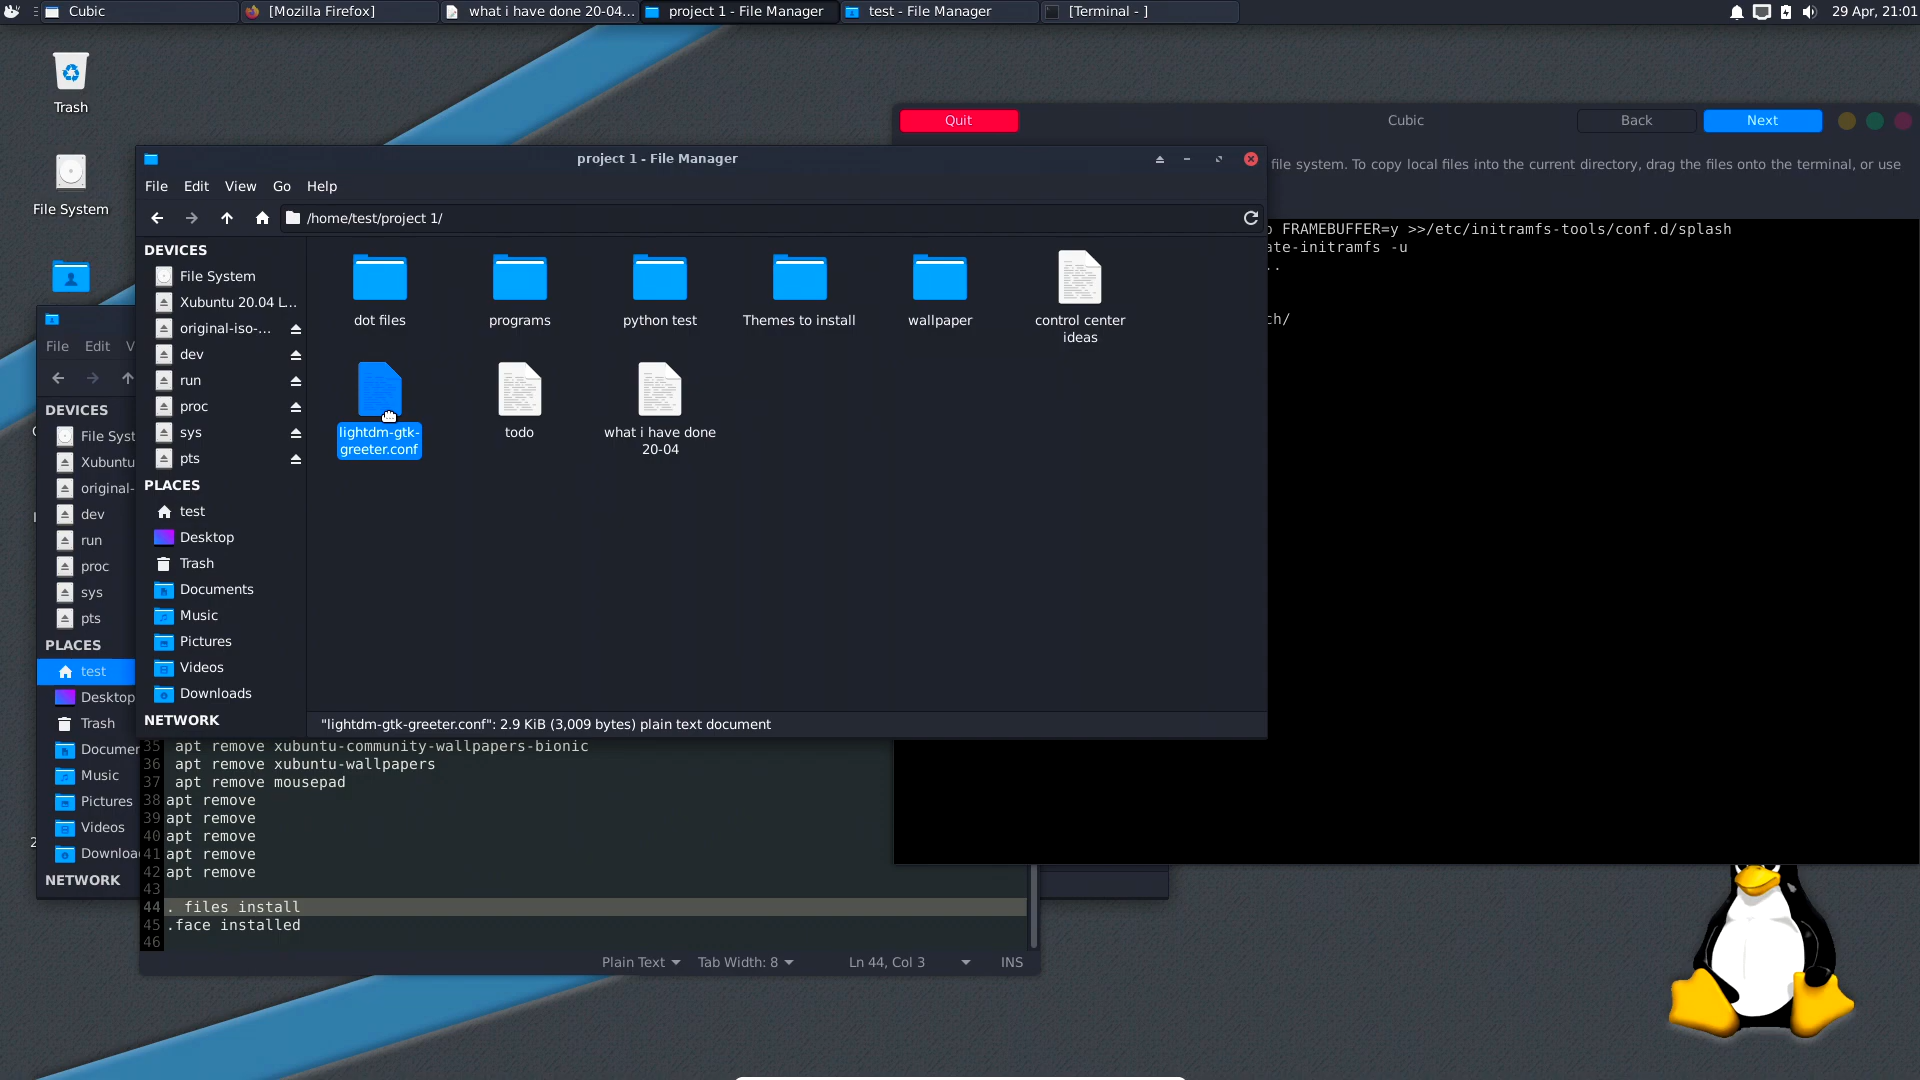 Cubic
[Mozilla Firefox]
what i have done 20-04...
project 1 - File Manager
test - File Manager
[Terminal - ]
29 Apr, 21:01
Trash
File System
Quit
Cubic
Back
Next
file system. To copy local files into the current directory, drag the files onto the terminal, or use
FRAMEBUFFER=y >>/etc/initramfs-tools/conf.d/splash
ate-initramfs -u
..
ch/
project 1 - File Manager
File Edit View Go Help
/home/test/project 1/
DEVICES
File System
Xubuntu 20.04 L...
original-iso-...
dev
run
proc
sys
pts
PLACES
test
Desktop
Trash
Documents
Music
Pictures
Videos
Downloads
NETWORK
dot files
programs
python test
Themes to install
wallpaper
control center
ideas
lightdm-gtk-
greeter.conf
todo
what i have done
20-04
"lightdm-gtk-greeter.conf": 2.9 KiB (3,009 bytes) plain text document
File Edit V
DEVICES
File Syst
Xubuntu
original-
dev
run
proc
sys
pts
PLACES
test
Desktop
Trash
Documer
Music
Pictures
Videos
Downloa
NETWORK
35 apt remove xubuntu-community-wallpapers-bionic
36 apt remove xubuntu-wallpapers
37 apt remove mousepad
38 apt remove
39 apt remove
40 apt remove
41 apt remove
42 apt remove
43
44 . files install
45 .face installed
46
Plain Text
Tab Width: 8
Ln 44, Col 3
INS